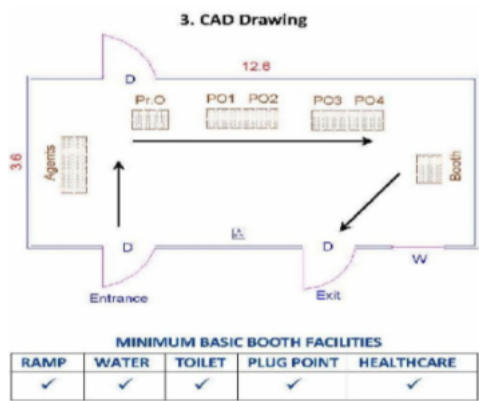 3. CAD Drawing
D
12.6
Pr.O PO1 PO2 PO3 PO4
3.6
Agents
Booth
D
D
W
Entrance
Exit
MINIMUM BASIC BOOTH FACILITIES
RAMP WATER TOILET PLUG POINT HEALTHCARE
✓ ✓ ✓ ✓ ✓